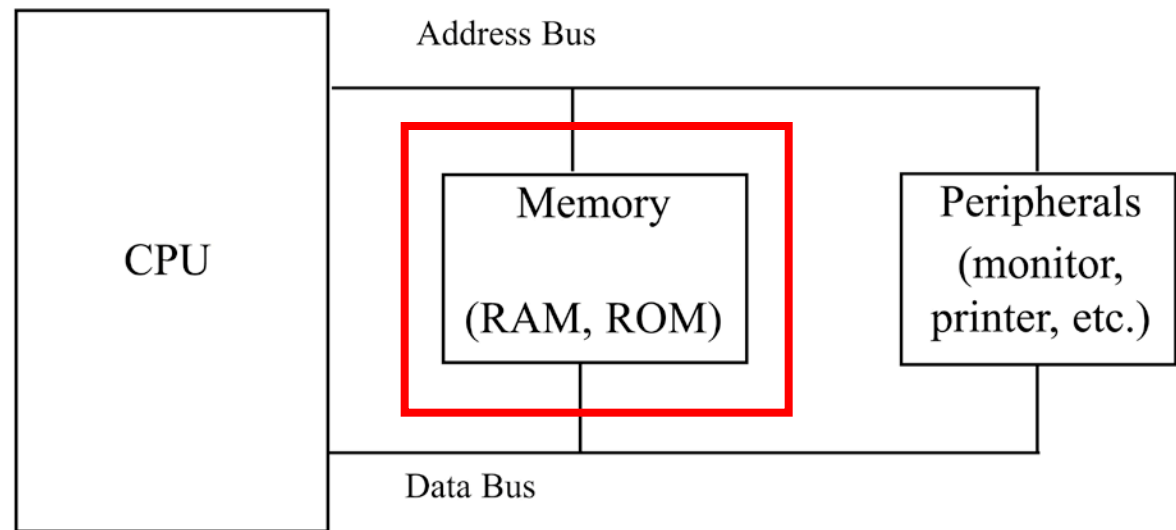 Address Bus
CPU
Memory
(RAM, ROM)
Peripherals
(monitor,
printer, etc.)
Data Bus